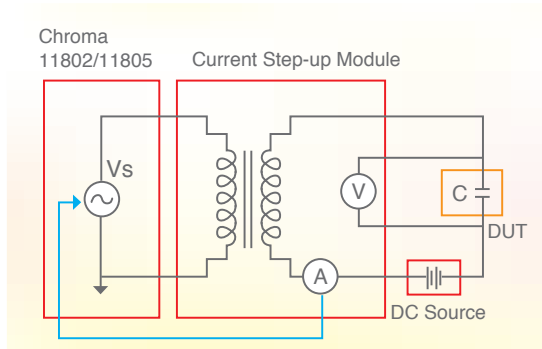 Chroma
11802/11805
Current Step-up Module
Vs
V
C
DUT
A
DC Source